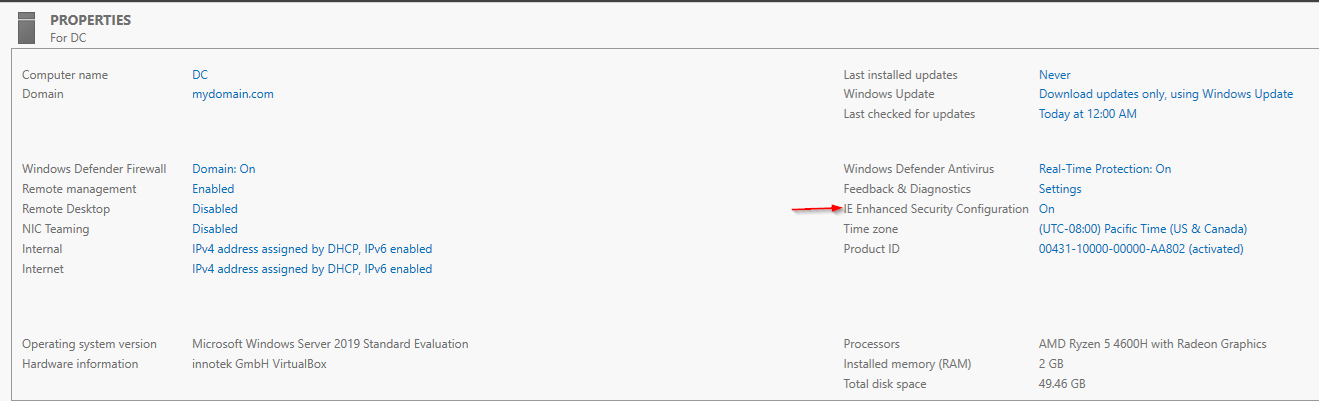 PROPERTIES
For DC
Computer name DC
Domain mydomain.com
Last installed updates Never
Windows Update Download updates only, using Windows Update
Last checked for updates Today at 12:00 AM
Windows Defender Firewall Domain: On
Remote management Enabled
Remote Desktop Disabled
NIC Teaming Disabled
Internal IPv4 address assigned by DHCP, IPv6 enabled
Internet IPv4 address assigned by DHCP, IPv6 enabled
Windows Defender Antivirus Real-Time Protection: On
Feedback & Diagnostics Settings
IE Enhanced Security Configuration On
Time zone (UTC-08:00) Pacific Time (US & Canada)
Product ID 00431-10000-00000-AA802 (activated)
Operating system version Microsoft Windows Server 2019 Standard Evaluation
Hardware information innotek GmbH VirtualBox
Processors AMD Ryzen 5 4600H with Radeon Graphics
Installed memory (RAM) 2 GB
Total disk space 49.46 GB